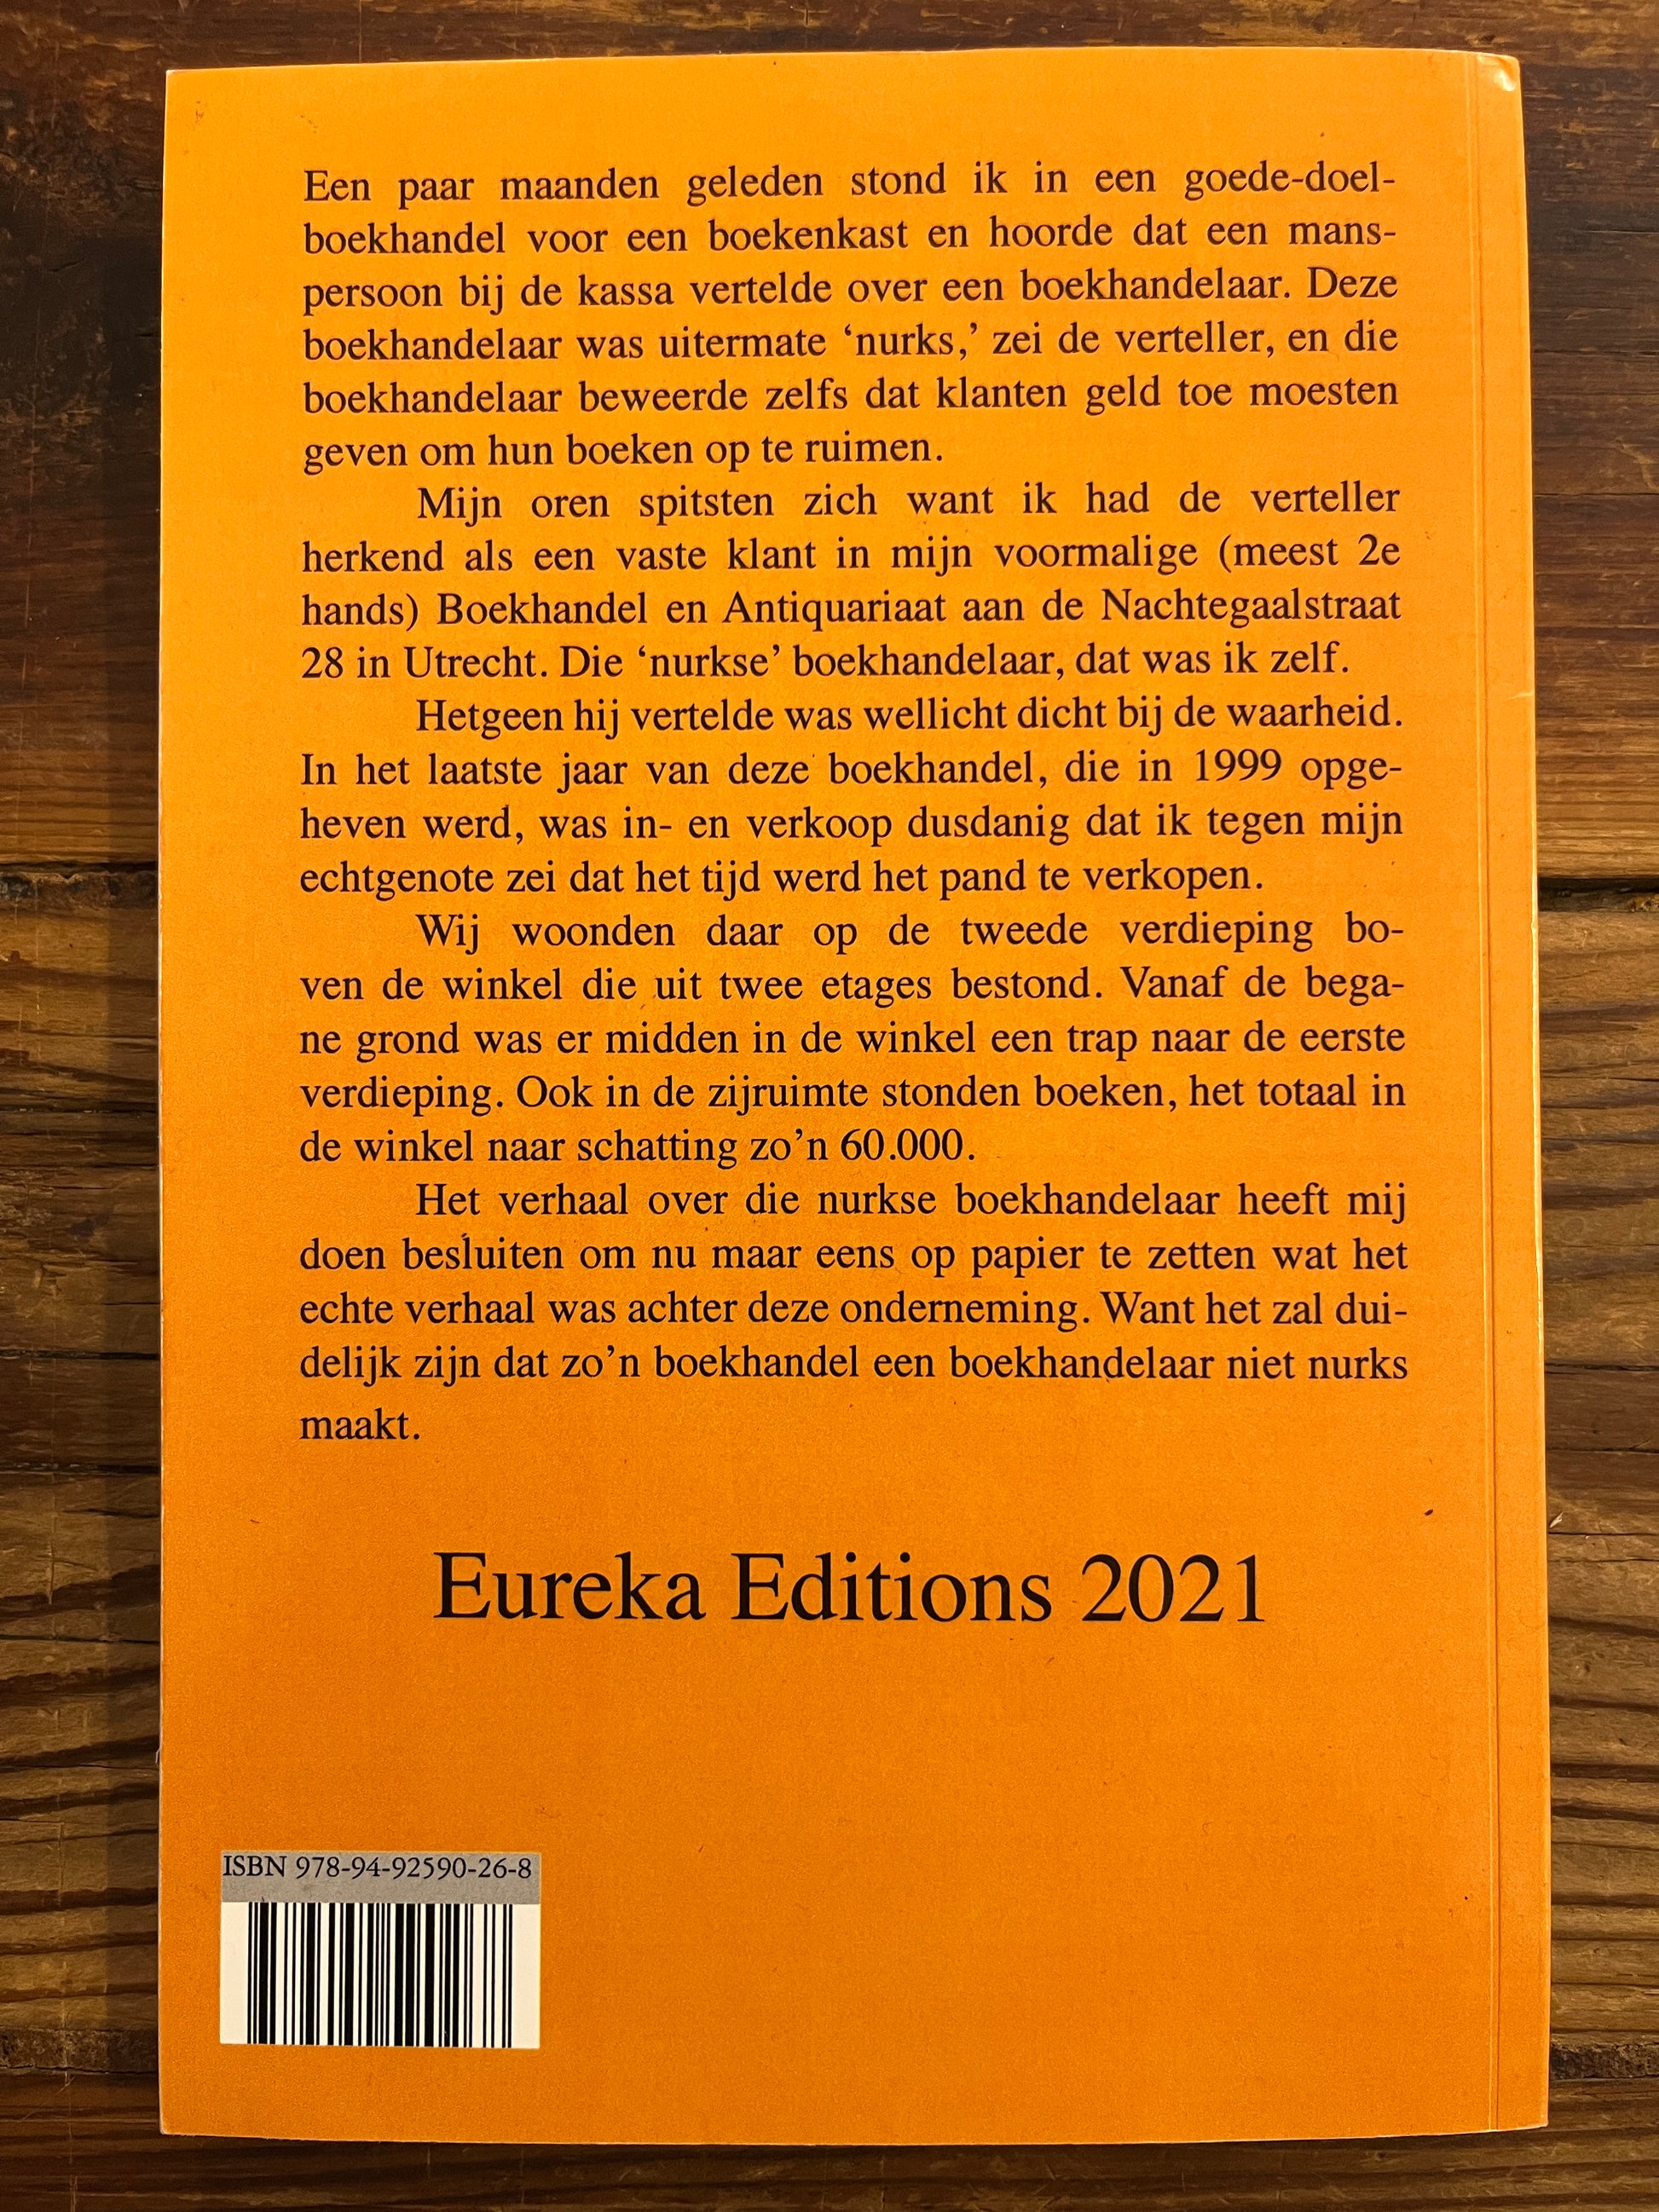 Een paar maanden geleden stond ik in een goede-doel-
boekhandel voor een boekenkast en hoorde dat een mans-
persoon bij de kassa vertelde over een boekhandelaar. Deze
boekhandelaar was uitermate ‘nurks,’ zei de verteller, en die
boekhandelaar beweerde zelfs dat klanten geld toe moesten
geven om hun boeken op te ruimen.
Mijn oren spitsten zich want ik had de verteller
herkend als een vaste klant in mijn voormalige (meest 2e
hands) Boekhandel en Antiquariaat aan de Nachtegaalstraat
28 in Utrecht. Die ‘nurkse’ boekhandelaar, dat was ik zelf.
Hetgeen hij vertelde was wellicht dicht bij de waarheid.
In het laatste jaar van deze boekhandel, die in 1999 opge-
heven werd, was in- en verkoop dusdanig dat ik tegen mijn
echtgenote zei dat het tijd werd het pand te verkopen.
Wij woonden daar op de tweede verdieping bo-
ven de winkel die uit twee etages bestond. Vanaf de bega-
ne grond was er midden in de winkel een trap naar de eerste
verdieping. Ook in de zijruimte stonden boeken, het totaal in
de winkel naar schatting zo’n 60.000.
Het verhaal over die nurkse boekhandelaar heeft mij
doen besluiten om nu maar eens op papier te zetten wat het
echte verhaal was achter deze onderneming. Want het zal dui-
delijk zijn dat zo’n boekhandel een boekhandelaar niet nurks
maakt.
Eureka Editions 2021
ISBN 978-94-92590-26-8